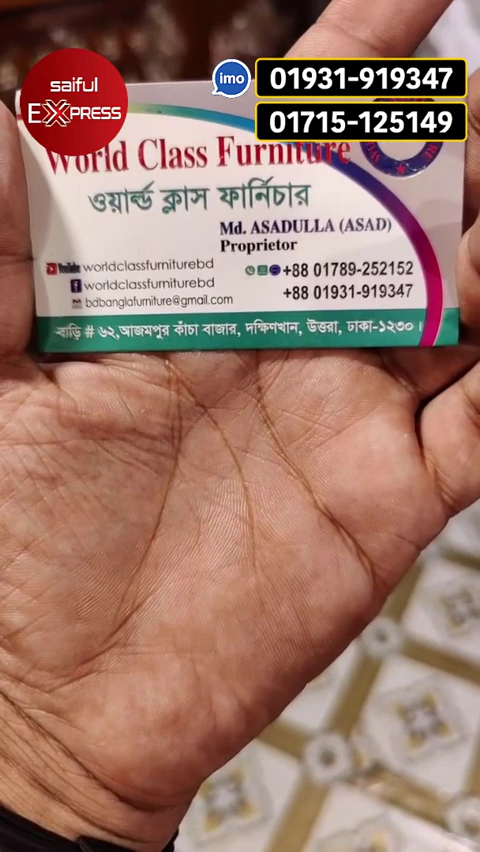 saiful
EXPRESS
imo
01931-919347
01715-125149
World Class Furniture
ওয়ার্ল্ড ক্লাস ফার্নিচার
Md. ASADULLA (ASAD)
Proprietor
YouTube worldclassfurniturebd
f worldclassfurniturebd
bdbanglafurniture@gmail.com
+88 01789-252152
+88 01931-919347
বাড়ি # ৬২,আজমপুর কাঁচা বাজার, দক্ষিণখান, উত্তরা, ঢাকা-১২৩০।